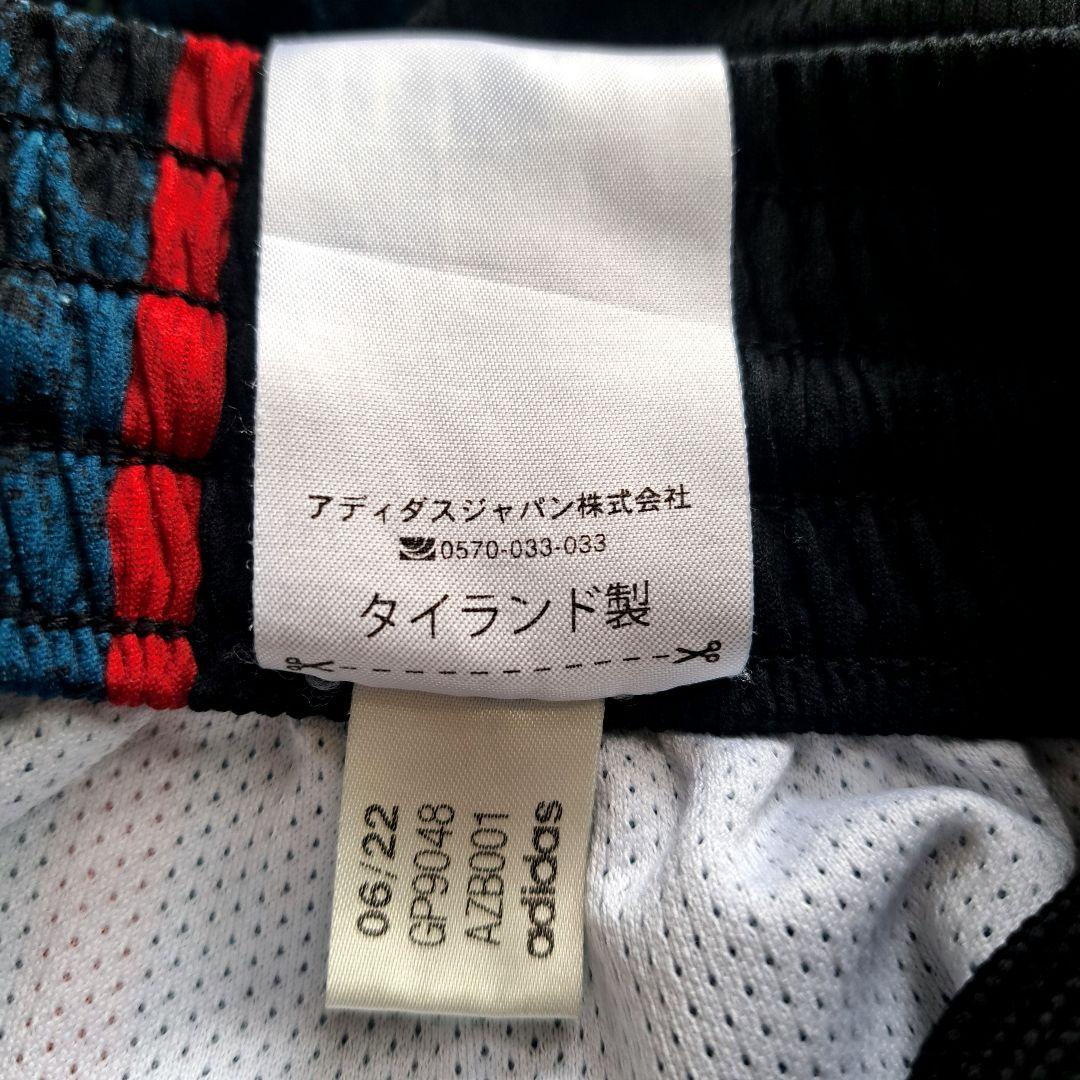 アディダスジャパン株式会社
0570-033-033
タイランド製
06/22
GP9048
AZB001
adidas